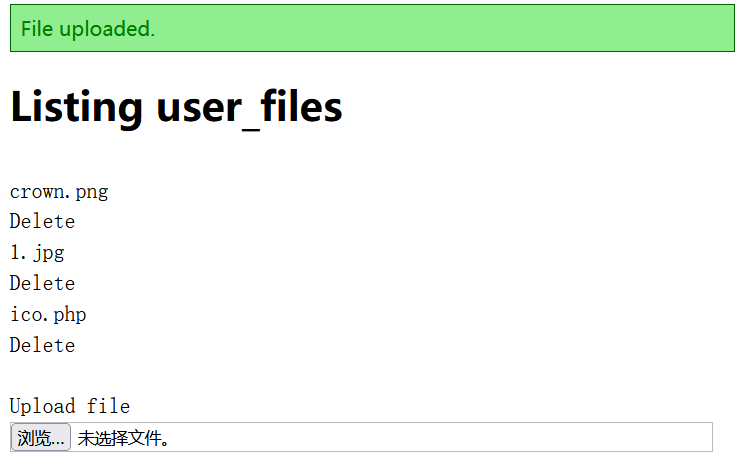 File uploaded.
Listing user_files
crown.png
Delete
1.jpg
Delete
ico.php
Delete
Upload file
浏览... 未选择文件。